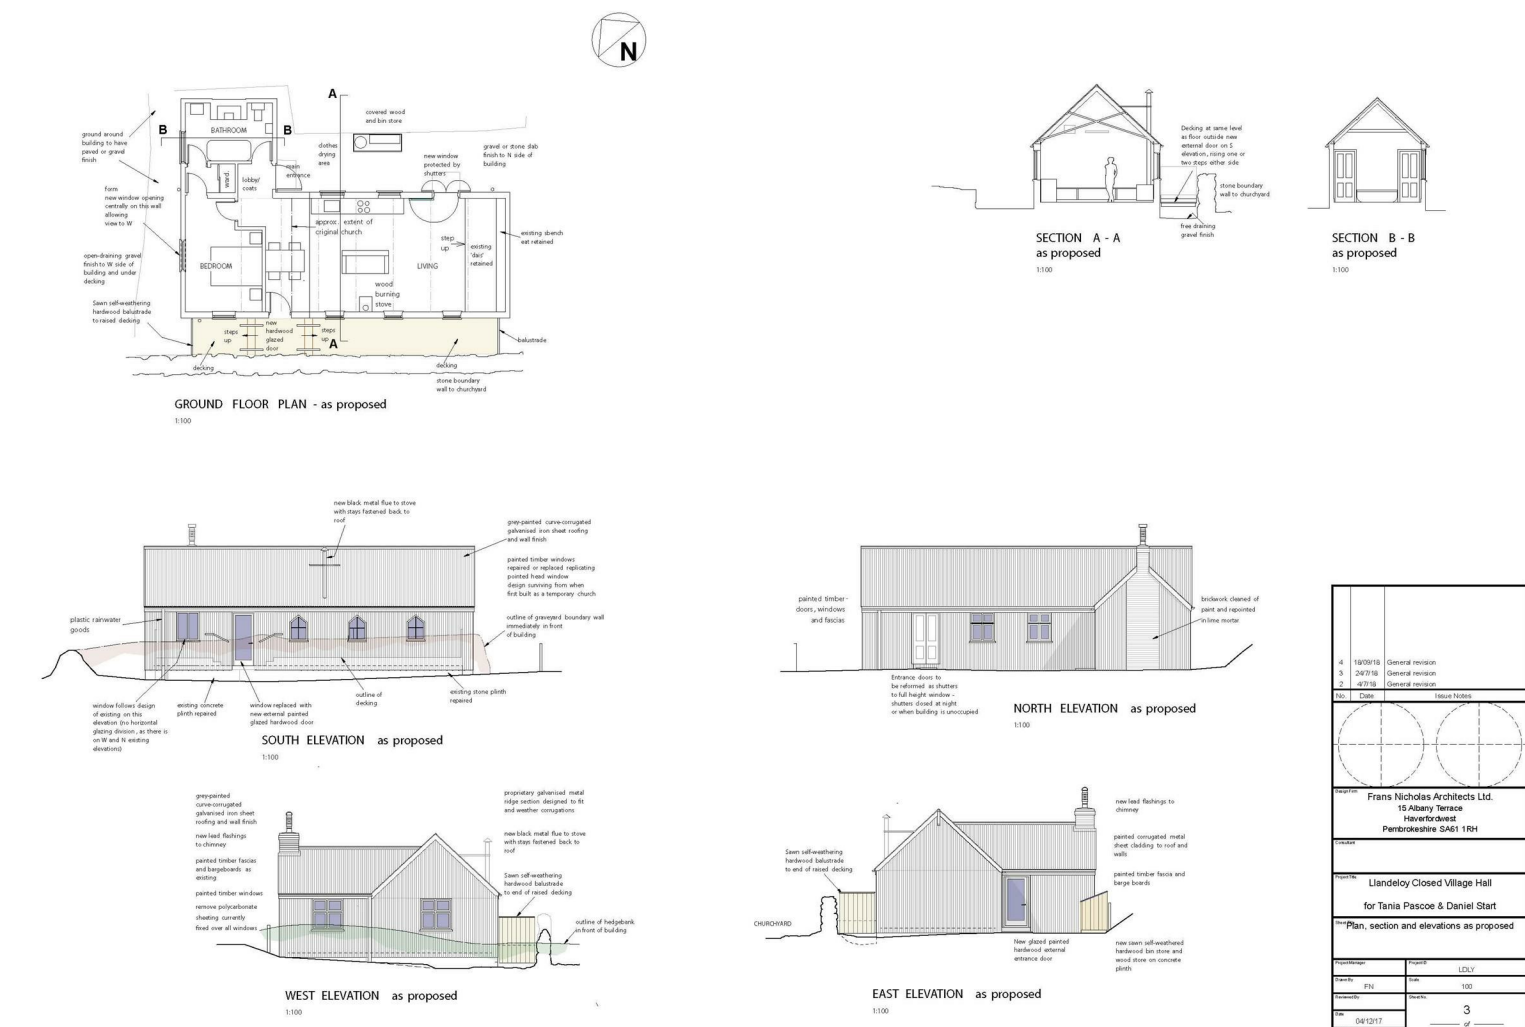 N
A
B
B
BATHROOM
covered wood
and bin store
ground around
building to have
paved or gravel
finish
clothes
drying
area
main
entrance
new window
protected by
shutters
gravel or stone slab
finish to N side of
building
ward.
lobby/
coats
form
new window opening
centrally on this wall
allowing
view to W
approx. extent of
original church
step
up
existing
'dais'
retained
existing sbench
eat retained
open-draining gravel
finish to W side of
building and under
decking
BEDROOM
LIVING
wood
burning
stove
Sawn self-weathering
hardwood balustrade
to raised decking
steps
up
new
hardwood
glazed
door
steps
up
A
balustrade
decking
decking
stone boundary
wall to churchyard
GROUND FLOOR PLAN - as proposed
1:100
Decking at same level
as floor outside new
external door on S
elevation, rising one or
two steps either side
stone boundary
wall to churchyard
free draining
gravel finish
SECTION A - A
as proposed
1:100
SECTION B - B
as proposed
1:100
new black metal flue to stove
with stays fastened back to
roof
grey-painted curve-corrugated
galvanised iron sheet roofing
and wall finish
painted timber windows
repaired or replaced replicating
pointed head window
design surviving from when
first built as a temporary church
plastic rainwater
goods
outline of graveyard boundary wall
immediately in front
of building
window follows design
of existing on this
elevation (no horizontal
glazing division, as there is
on W and N existing
elevations)
existing concrete
plinth repaired
window replaced with
new external painted
glazed hardwood door
outline of
decking
existing stone plinth
repaired
SOUTH ELEVATION as proposed
1:100
painted timber
doors, windows
and fascias
brickwork cleaned of
paint and repointed
in lime mortar
Entrance doors to
be reformed as shutters
to full height window -
shutters closed at night
or when building is unoccupied
NORTH ELEVATION as proposed
1:100
grey-painted
curve-corrugated
galvanised iron sheet
roofing and wall finish
new lead flashings
to chimney
painted timber fascias
and bargeboards as
existing
painted timber windows
remove polycarbonate
sheeting currently
fixed over all windows
proprietary galvanised metal
ridge section designed to fit
and weather corrugations
new black metal flue to stove
with stays fastened back to
roof
Sawn self-weathering
hardwood balustrade
to end of raised decking
outline of hedgebank
in front of building
WEST ELEVATION as proposed
1:100
Sawn self-weathering
hardwood balustrade
to end of raised decking
CHURCHYARD
new lead flashings to
chimney
painted corrugated metal
sheet cladding to roof and
walls
painted timber fascia and
barge boards
New glazed painted
hardwood external
entrance door
new sawn self-weathered
hardwood bin store and
wood store on concrete
plinth
EAST ELEVATION as proposed
1:100
4 18/09/18 General revision
3 24/7/18 General revision
2 4/7/18 General revision
No. Date Issue Notes
Design Firm
Frans Nicholas Architects Ltd.
15 Albany Terrace
Haverfordwest
Pembrokeshire SA61 1RH
Consultant
Project Title
Llandeloy Closed Village Hall
for Tania Pascoe & Daniel Start
Plan, section and elevations as proposed
Project Manager
Project ID
LDLY
Drawn By
FN
Scale
100
Reviewed By
Sheet No.
3
Date
04/12/17
of